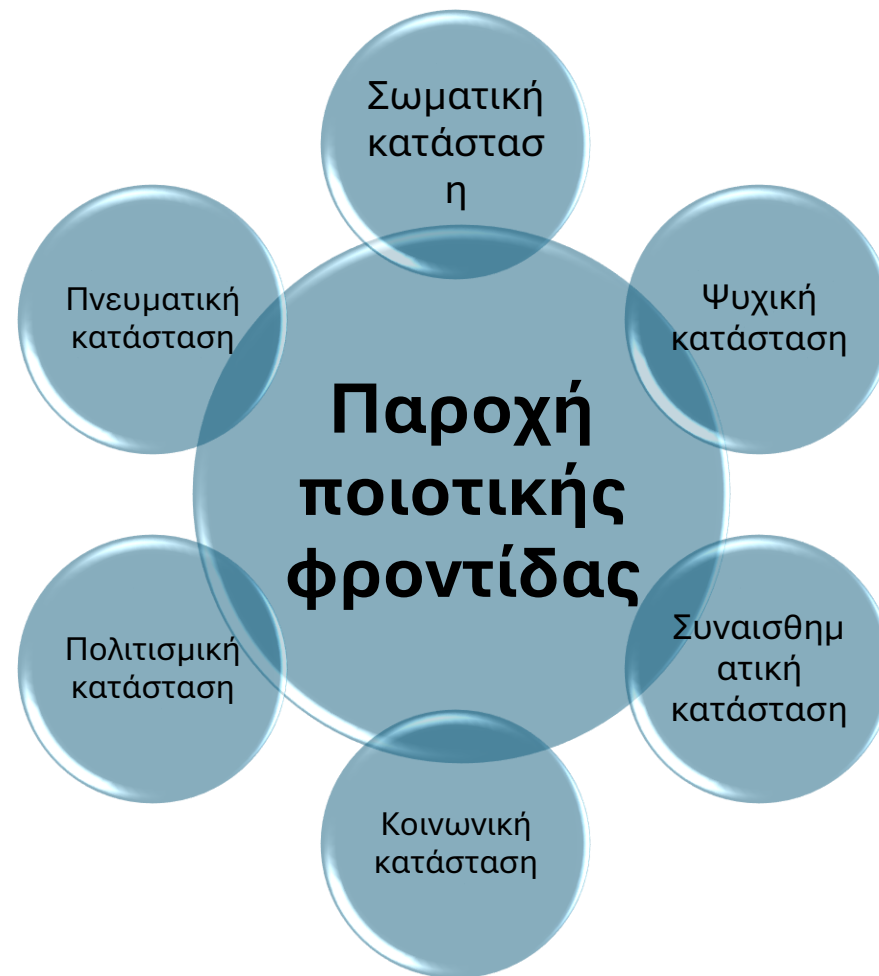 Σωματική
κατάστασ
η
Πνευματική
κατάσταση
Ψυχική
κατάσταση
Παροχή
ποιοτικής
φροντίδας
Πολιτισμική
κατάσταση
Συναισθημ
ατική
κατάσταση
Κοινωνική
κατάσταση